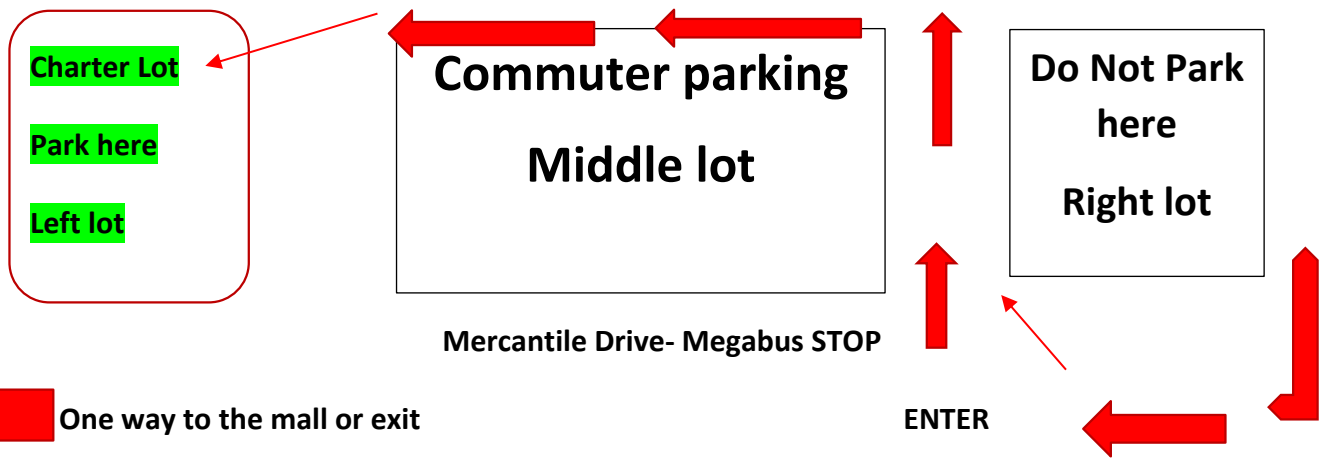 Charter Lot
Park here
Left lot
Commuter parking
Middle lot
Do Not Park
here
Right lot
Mercantile Drive- Megabus STOP
One way to the mall or exit
ENTER